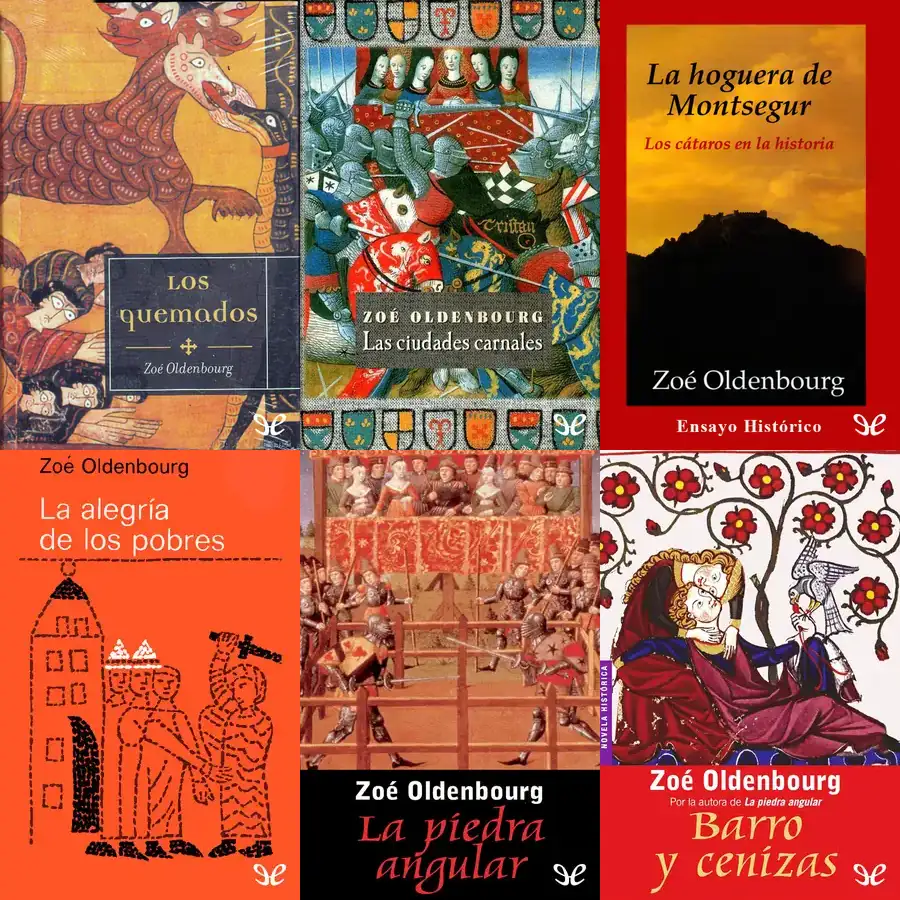 LOS
quemados
Zoé Oldenbourg
Tristan
ZOÉ OLDENBOURG
Las ciudades carnales
La hoguera de
Montsegur
Los cátaros en la historia
Zoé Oldenbourg
Ensayo Histórico
Zoé Oldenbourg
La alegría
de los pobres
Zoé Oldenbourg
La piedra
angular
NOVELA HISTÓRICA
Zoé Oldenbourg
Por la autora de La piedra angular
Barro
y cenizas